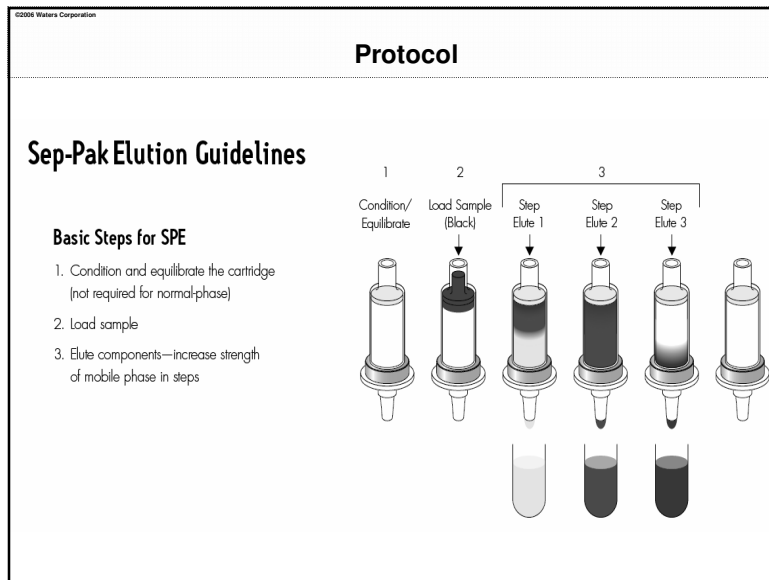 ©2006 Waters Corporation
Protocol
Sep-Pak Elution Guidelines
Basic Steps for SPE
1. Condition and equilibrate the cartridge
(not required for normal-phase)
2. Load sample
3. Elute components—increase strength
of mobile phase in steps
1
2
3
Condition/
Equilibrate
Load Sample
(Black)
Step
Elute 1
Step
Elute 2
Step
Elute 3